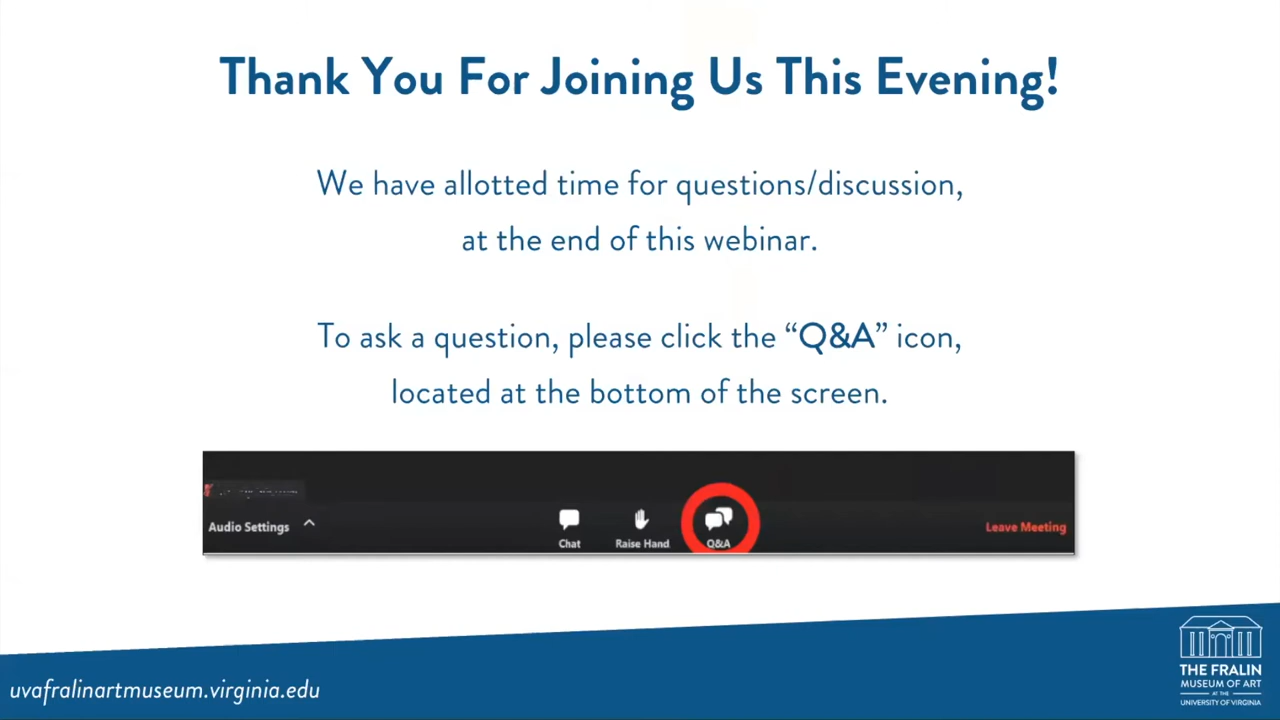 Thank You For Joining Us This Evening!
We have allotted time for questions/discussion,
at the end of this webinar.
To ask a question, please click the “Q&A” icon,
located at the bottom of the screen.
Audio Settings
Chat
Raise Hand
Q&A
Leave Meeting
uvafralinartmuseum.virginia.edu
THE FRALIN
MUSEUM OF ART
AT THE
UNIVERSITY OF VIRGINIA